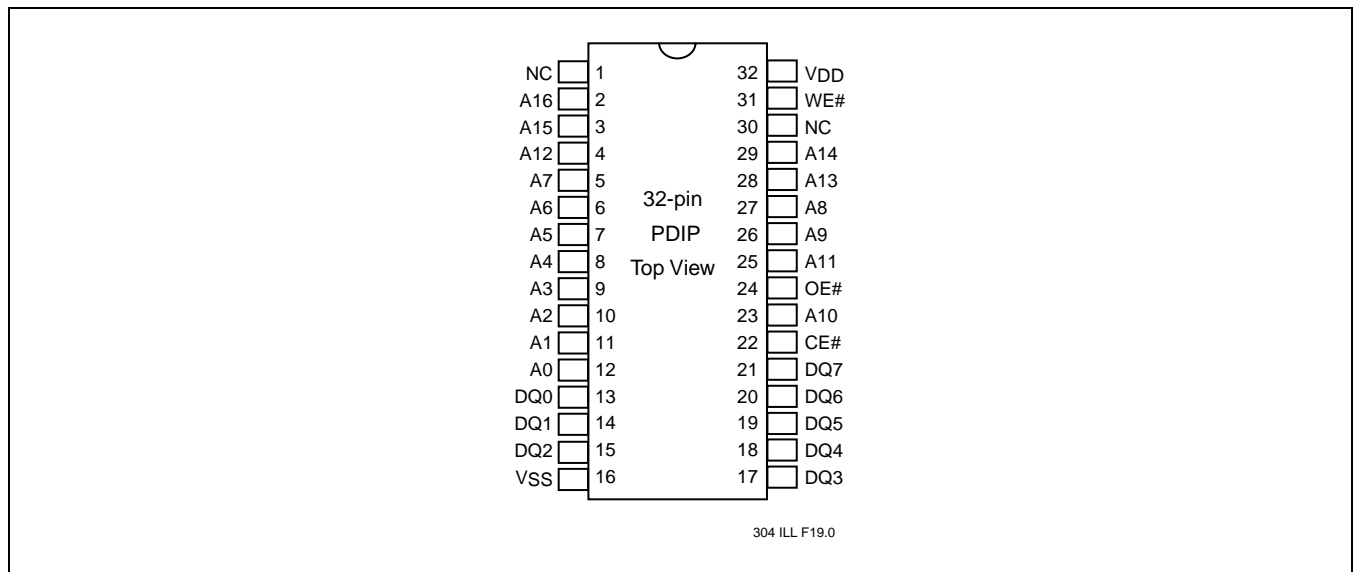 NC 1 32 VDD
A16 2 31 WE#
A15 3 30 NC
A12 4 29 A14
A7 5 28 A13
A6 6 32-pin 27 A8
A5 7 PDIP 26 A9
A4 8 Top View 25 A11
A3 9 24 OE#
A2 10 23 A10
A1 11 22 CE#
A0 12 21 DQ7
DQ0 13 20 DQ6
DQ1 14 19 DQ5
DQ2 15 18 DQ4
VSS 16 17 DQ3
304 ILL F19.0